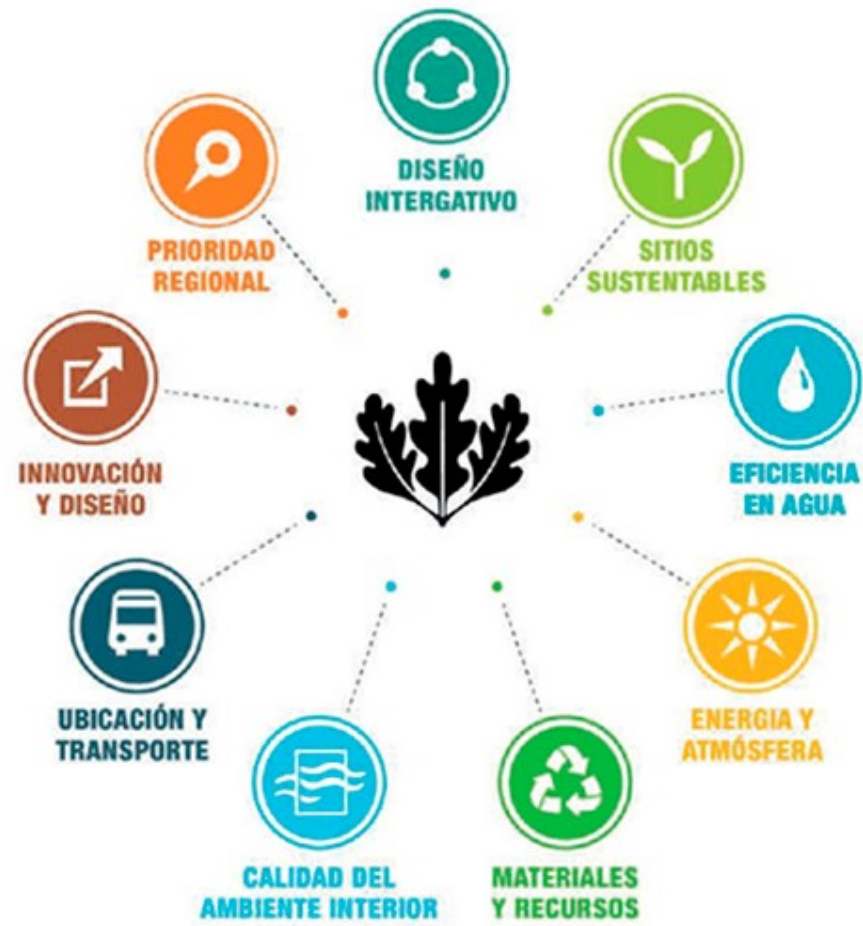 DISEÑO
INTERGATIVO
SITIOS
SUSTENTABLES
EFICIENCIA
EN AGUA
ENERGIA Y
ATMÓSFERA
MATERIALES
Y RECURSOS
CALIDAD DEL
AMBIENTE INTERIOR
UBICACIÓN Y
TRANSPORTE
INNOVACIÓN
Y DISEÑO
PRIORIDAD
REGIONAL